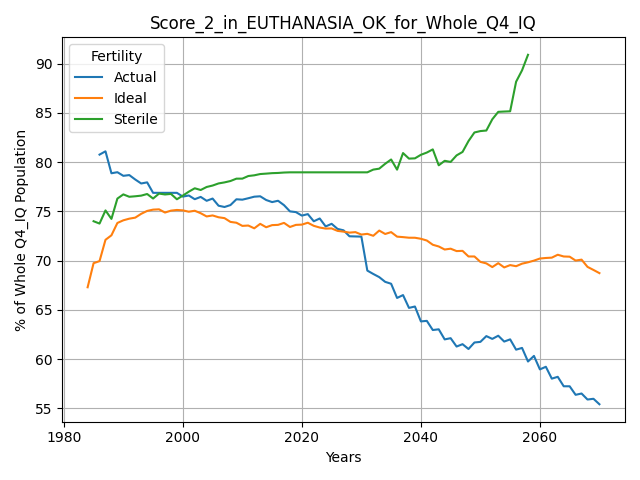 Score_2_in_EUTHANASIA_OK_for_Whole_Q4_IQ
Fertility
Actual
Ideal
Sterile
% of Whole Q4_IQ Population
90
85
80
75
70
65
60
55
1980
2000
2020
2040
2060
Years